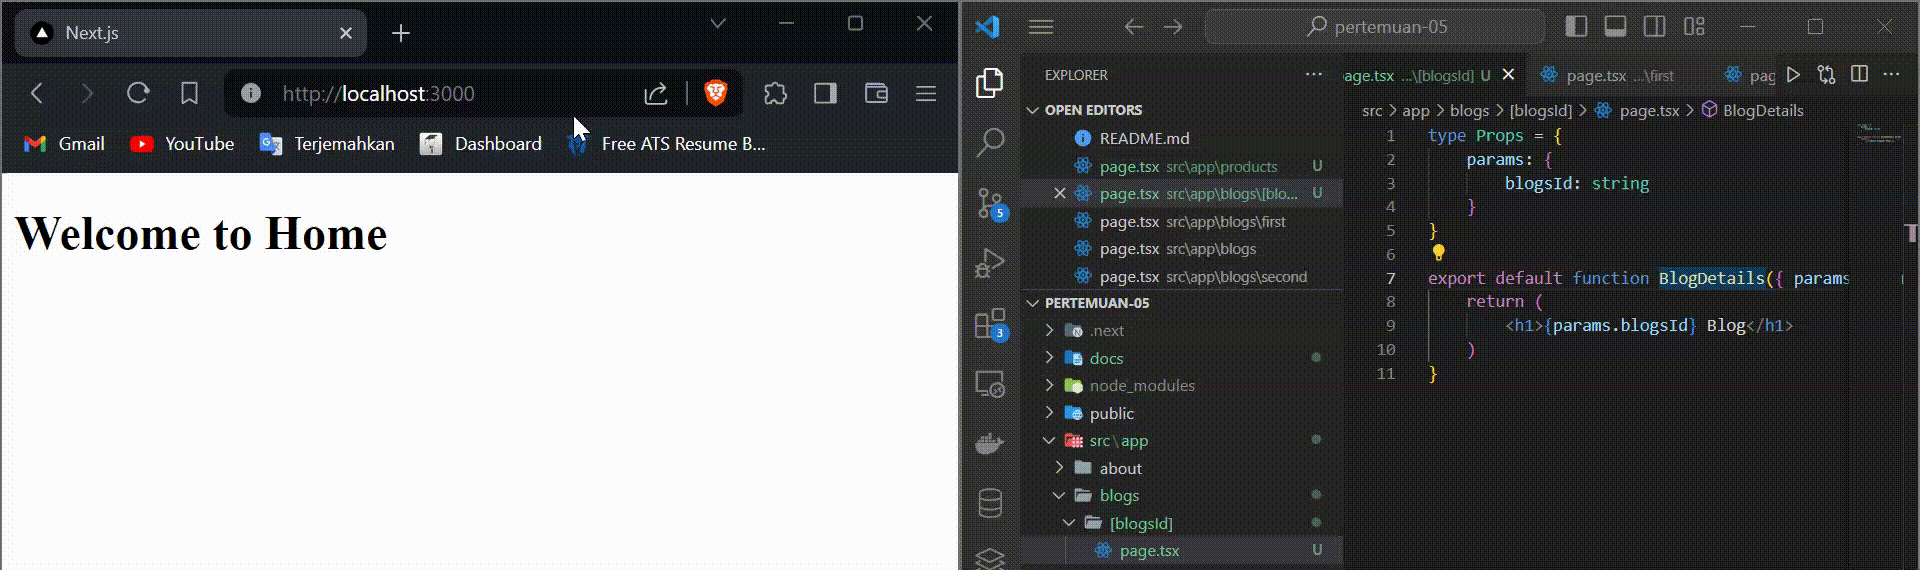 Next.js
http://localhost:3000
Gmail YouTube Terjemahkan Dashboard Free ATS Resume B...
Welcome to Home
pertemuan-05
EXPLORER
OPEN EDITORS
README.md
page.tsx src\app\products U
page.tsx src\app\blogs\[blo... U
page.tsx src\app\blogs\first
page.tsx src\app\blogs
page.tsx src\app\blogs\second
PERTEMUAN-05
.next
docs
node_modules
public
src\app
about
blogs
[blogsId]
page.tsx U
5
3
page.tsx ...\[blogsId] U page.tsx ...\first pag
src > app > blogs > [blogsId] > page.tsx > BlogDetails
1 type Props = {
2 params: {
3 blogsId: string
4 }
5 }
6
7 export default function BlogDetails({ params
8 return (
9 <h1>{params.blogsId} Blog</h1>
10 )
11 }